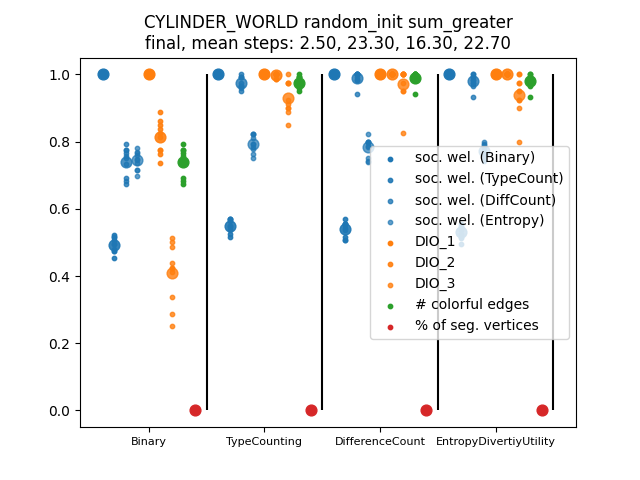 CYLINDER_WORLD random_init sum_greater
final, mean steps: 2.50, 23.30, 16.30, 22.70
1.0
0.8
0.6
0.4
0.2
0.0
soc. wel. (Binary)
soc. wel. (TypeCount)
soc. wel. (DiffCount)
soc. wel. (Entropy)
DIO_1
DIO_2
DIO_3
# colorful edges
% of seg. vertices
Binary
TypeCounting
DifferenceCount
EntropyDivertiyUtility